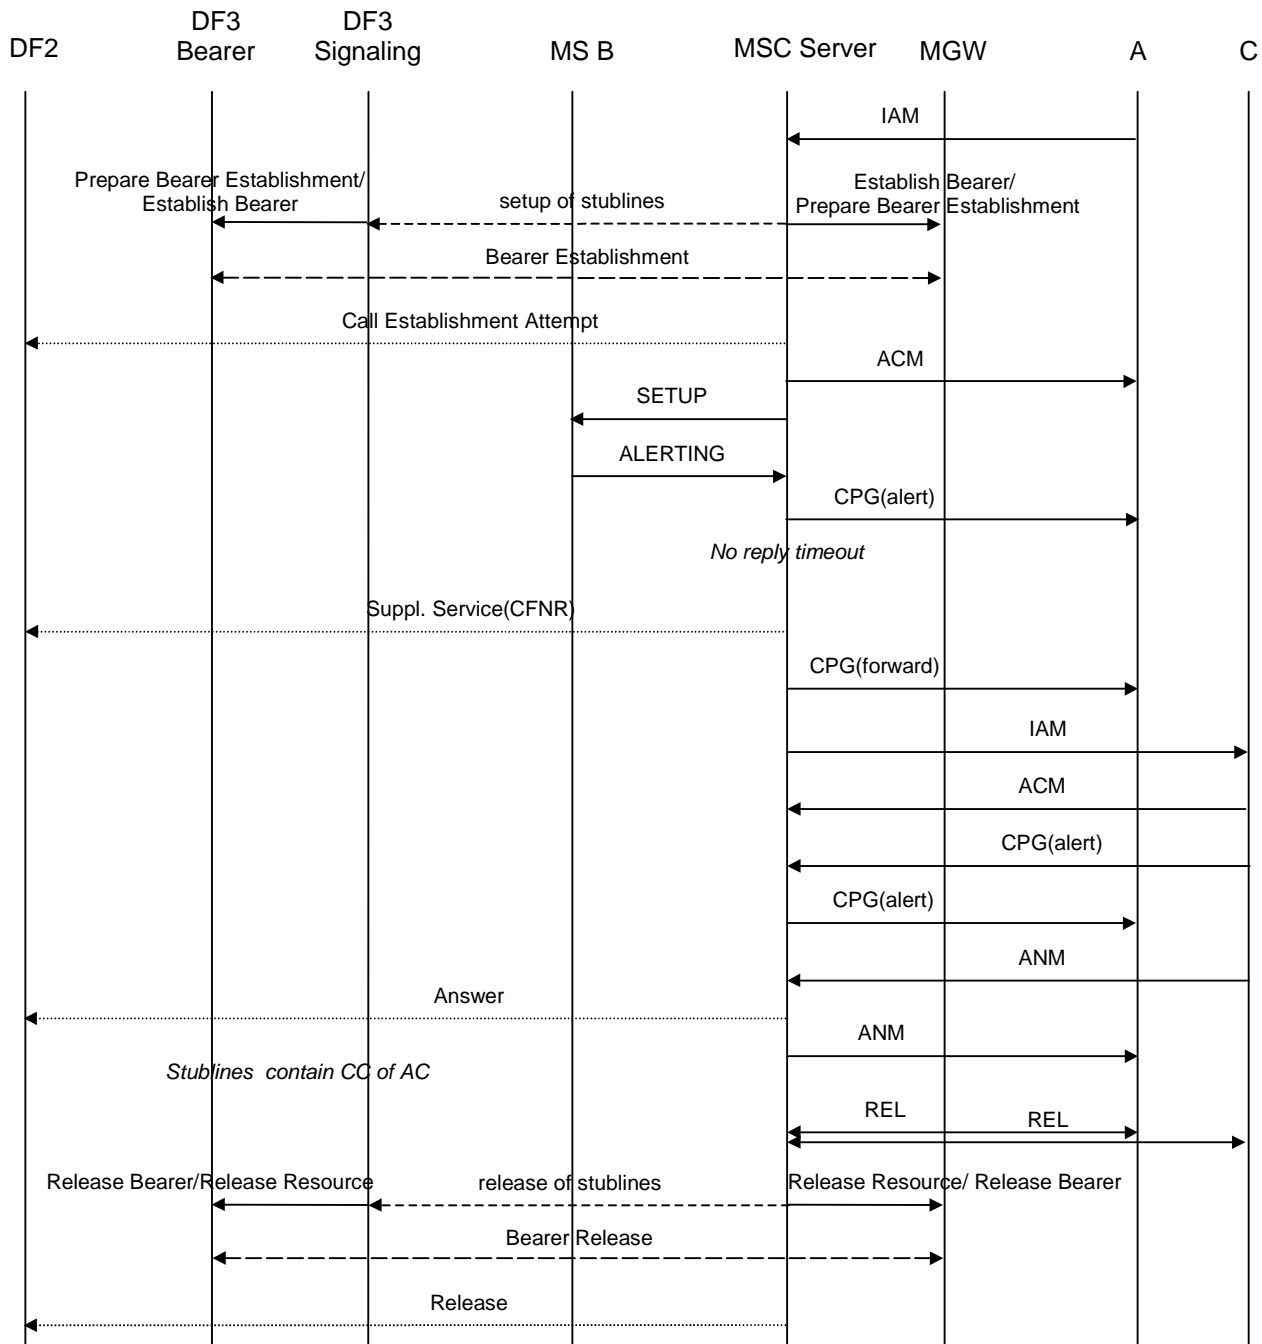 DF2
DF3
Bearer
DF3
Signaling
MS B
MSC Server
MGW
A
C
IAM
Prepare Bearer Establishment/
Establish Bearer
setup of stublines
Establish Bearer/
Prepare Bearer Establishment
Bearer Establishment
Call Establishment Attempt
ACM
SETUP
ALERTING
CPG(alert)
No reply timeout
Suppl. Service(CFNR)
CPG(forward)
IAM
ACM
CPG(alert)
CPG(alert)
ANM
Answer
ANM
Stublines contain CC of AC
REL
REL
Release Bearer/Release Resource
release of stublines
Release Resource/ Release Bearer
Bearer Release
Release